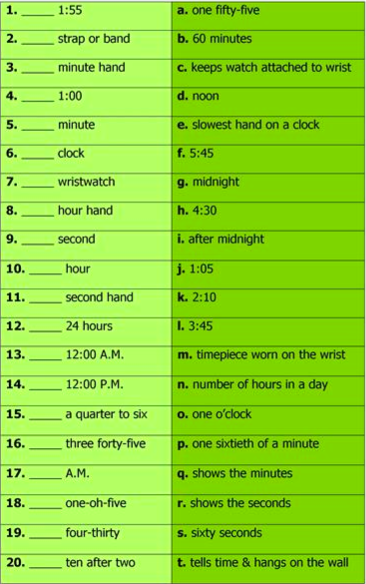 1. _____ 1:55 a. one fifty-five
2. _____ strap or band b. 60 minutes
3. _____ minute hand c. keeps watch attached to wrist
4. _____ 1:00 d. noon
5. _____ minute e. slowest hand on a clock
6. _____ clock f. 5:45
7. _____ wristwatch g. midnight
8. _____ hour hand h. 4:30
9. _____ second i. after midnight
10. _____ hour j. 1:05
11. _____ second hand k. 2:10
12. _____ 24 hours l. 3:45
13. _____ 12:00 A.M. m. timepiece worn on the wrist
14. _____ 12:00 P.M. n. number of hours in a day
15. _____ a quarter to six o. one o'clock
16. _____ three forty-five p. one sixtieth of a minute
17. _____ A.M. q. shows the minutes
18. _____ one-oh-five r. shows the seconds
19. _____ four-thirty s. sixty seconds
20. _____ ten after two t. tells time & hangs on the wall